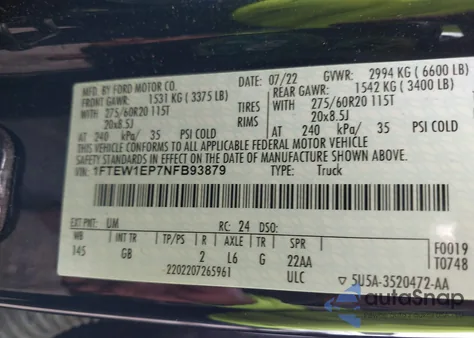 MFD. BY FORD MOTOR CO.
DATE: 07/22 GVWR: 2994 KG (6600 LB)
FRONT GAWR: 1531 KG (3375 LB) REAR GAWR: 1542 KG (3400 LB)
WITH 275/60R20 115T TIRES WITH 275/60R20 115T
20x8.5J RIMS 20x8.5J
AT 240 kPa/ 35 PSI COLD AT 240 kPa/ 35 PSI COLD
THIS VEHICLE CONFORMS TO ALL APPLICABLE FEDERAL MOTOR VEHICLE
SAFETY AND THEFT PREVENTION STANDARDS IN EFFECT ON THE DATE OF
MANUFACTURE SHOWN ABOVE.
VIN: 1FTEW1EP7NFB93879 TYPE: Truck
EXT PNT: UM RC: 24 DSO: F0019
WB INT TR TP/PS R AXLE TR SPR T0748
145 GB 2 L6 G 22AA
2202207265961 ULC 5U5A-3520472-AA
autoSnap